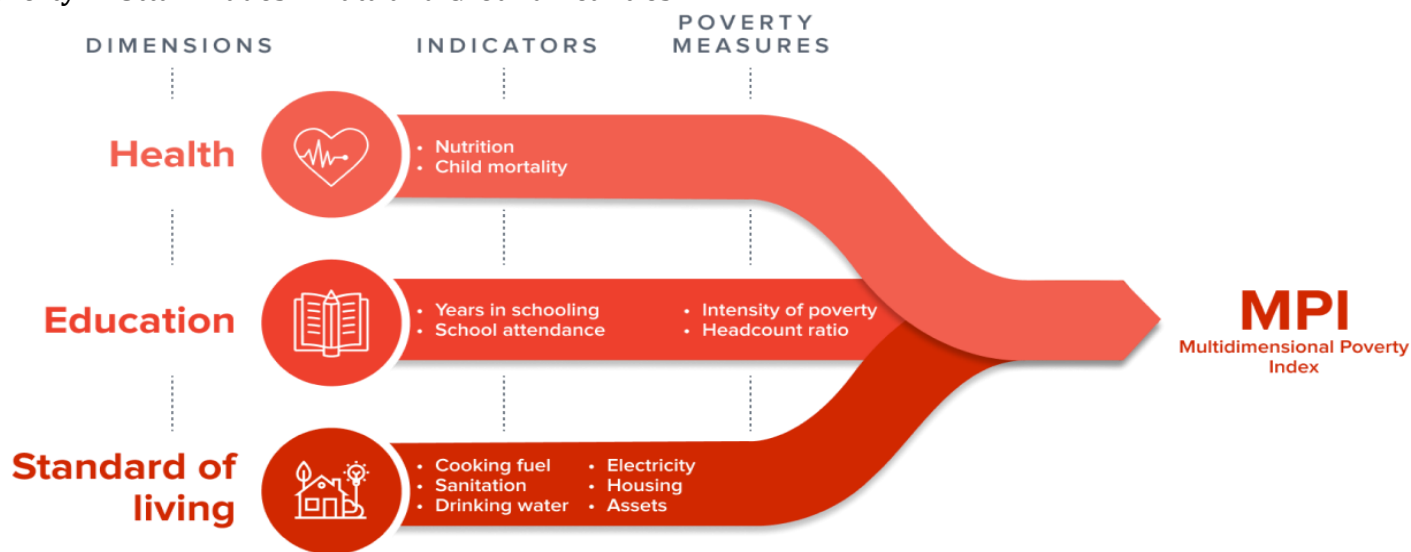 DIMENSIONS
INDICATORS
POVERTY
MEASURES
Health
• Nutrition
• Child mortality
Education
• Years in schooling
• School attendance
• Intensity of poverty
• Headcount ratio
Standard of
living
• Cooking fuel
• Sanitation
• Drinking water
• Electricity
• Housing
• Assets
MPI
Multidimensional Poverty
Index